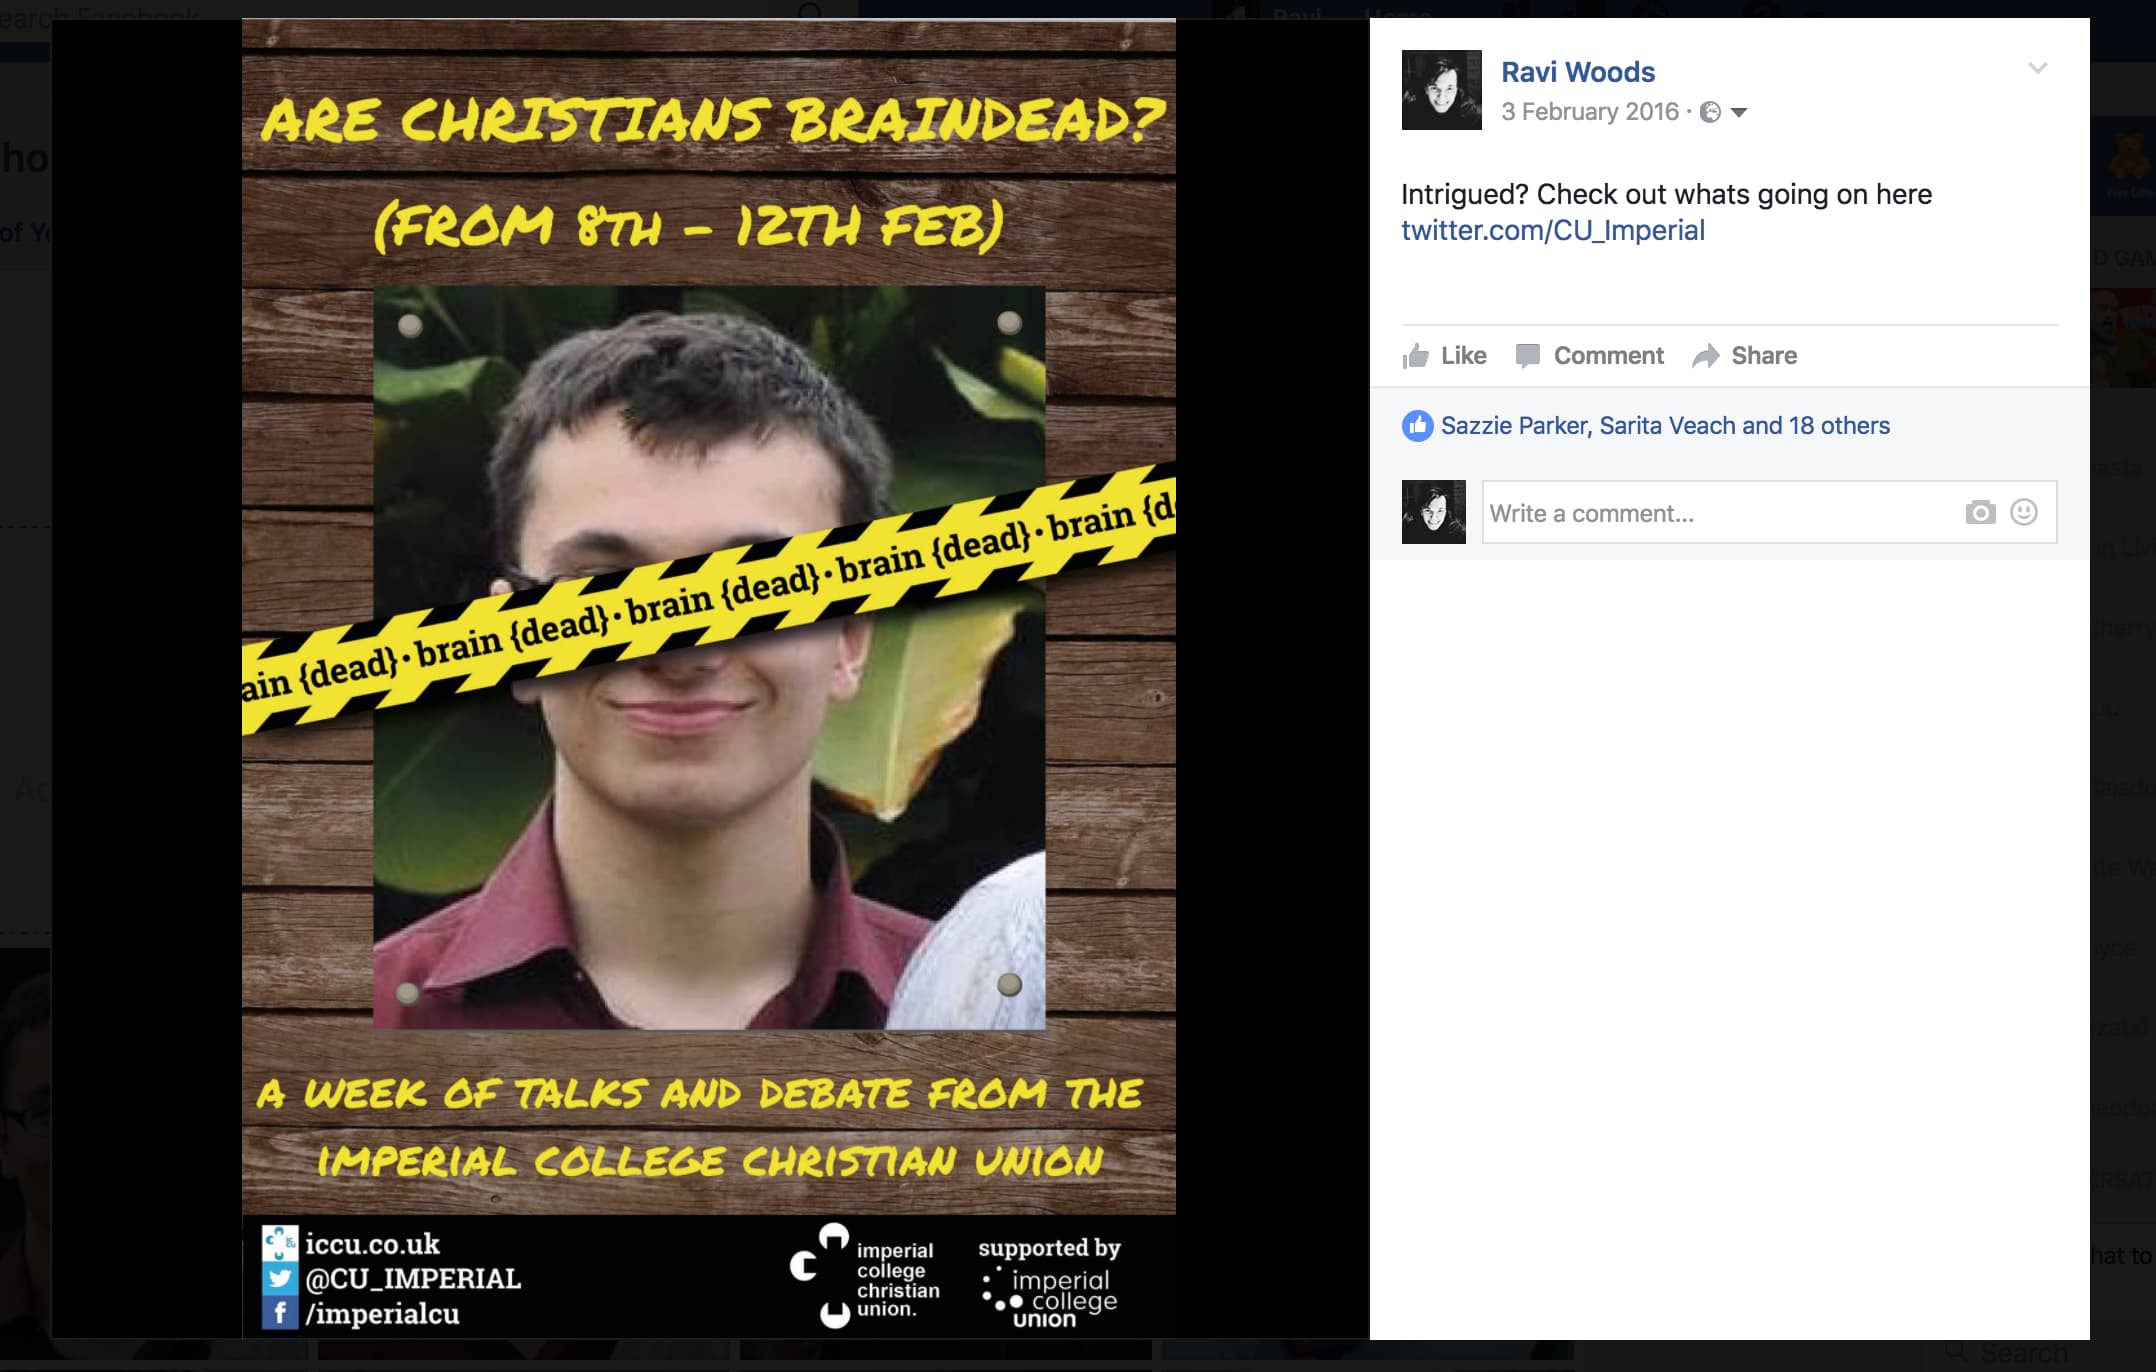 ARE CHRISTIANS BRAINDEAD?
(FROM 8TH - 12TH FEB)
ain {dead} · brain {dead} · brain {dead} · brain {dead} · brain {d
A WEEK OF TALKS AND DEBATE FROM THE
IMPERIAL COLLEGE CHRISTIAN UNION
iccu.co.uk
@CU_IMPERIAL
f /imperialcu
imperial
college
christian
union.
supported by
imperial
college
union
Ravi Woods
3 February 2016 ·
Intrigued? Check out whats going on here
twitter.com/CU_Imperial
Like Comment Share
Sazzie Parker, Sarita Veach and 18 others
Write a comment...
Search